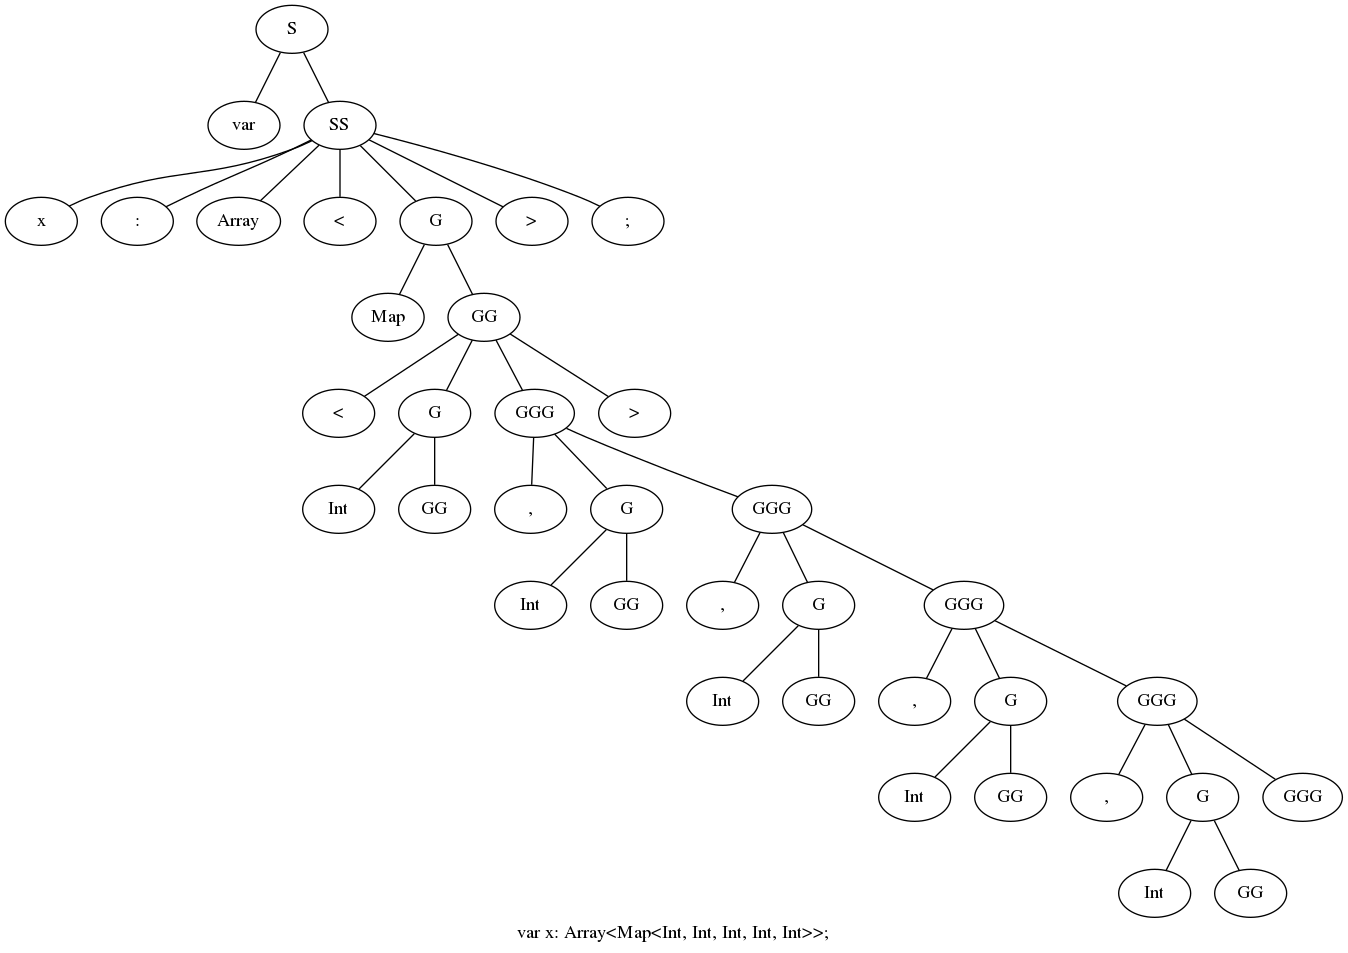 S
var SS
x : Array < G > ;
Map GG
< G GGG >
Int GG , G GGG
Int GG , G GGG
Int GG , G GGG
Int GG , G GGG
Int GG
var x: Array<Map<Int, Int, Int, Int, Int>>;